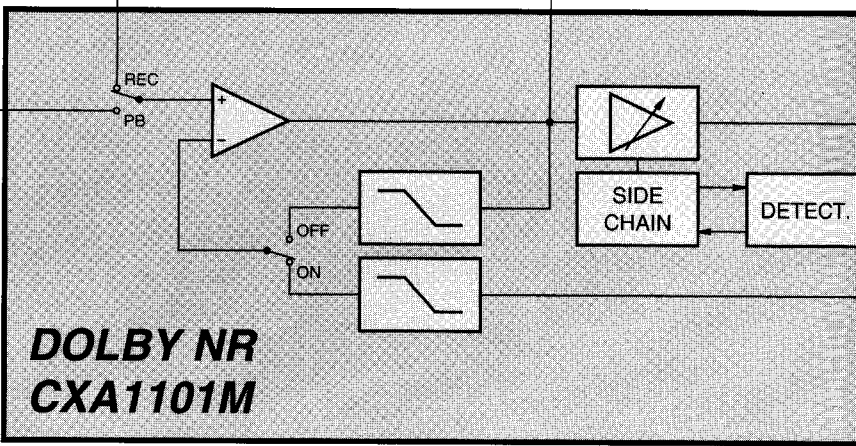 REC
+
PB
−
SIDE
CHAIN
DETECT.
OFF
ON
DOLBY NR
CXA1101M